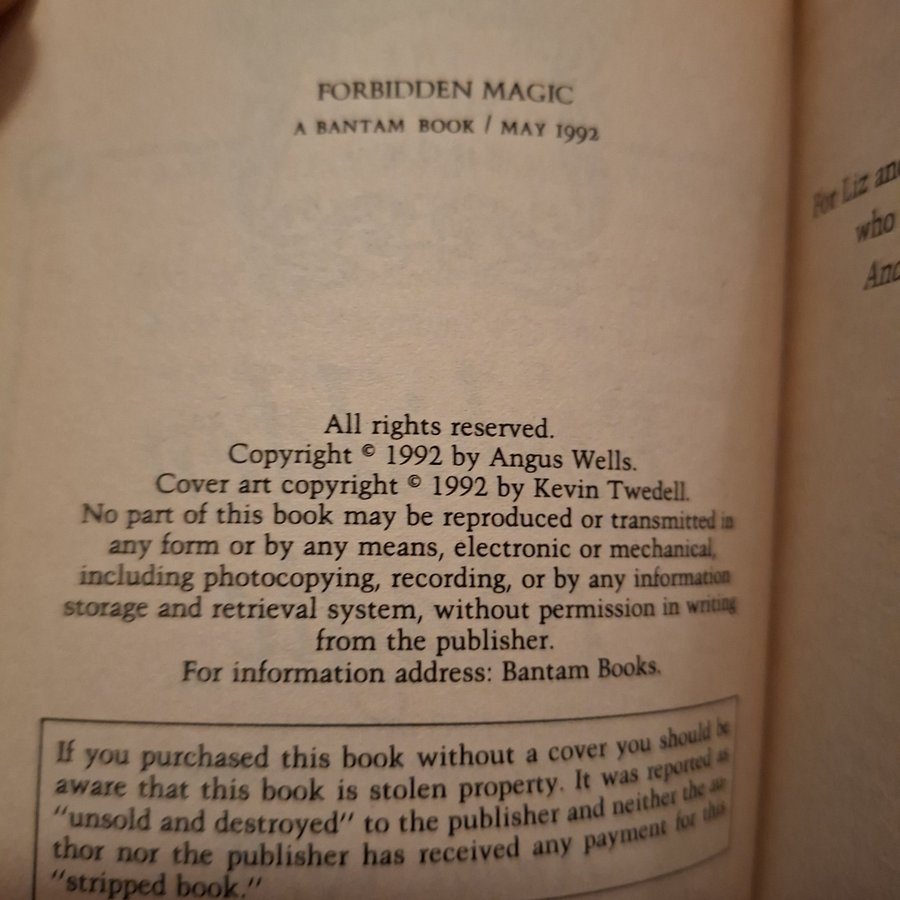 FORBIDDEN MAGIC
A BANTAM BOOK / MAY 1992
All rights reserved.
Copyright © 1992 by Angus Wells.
Cover art copyright © 1992 by Kevin Twedell.
No part of this book may be reproduced or transmitted in
any form or by any means, electronic or mechanical,
including photocopying, recording, or by any information
storage and retrieval system, without permission in writing
from the publisher.
For information address: Bantam Books.
If you purchased this book without a cover you should be
aware that this book is stolen property. It was reported as
"unsold and destroyed" to the publisher and neither the au-
thor nor the publisher has received any payment for this
"stripped book."
For Liz and
who